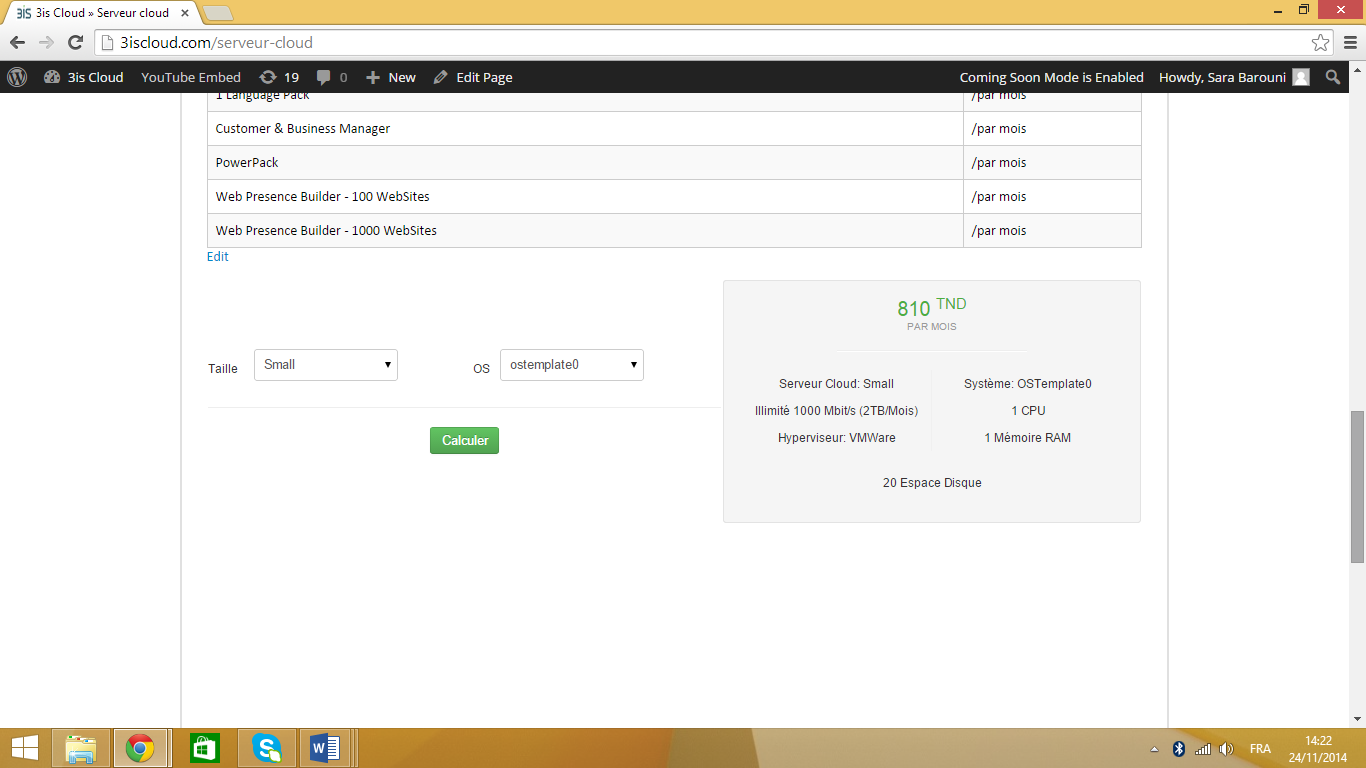 3is Cloud » Serveur cloud
3iscloud.com/serveur-cloud
3is Cloud YouTube Embed 19 0 New Edit Page Coming Soon Mode is Enabled Howdy, Sara Barouni
1 Language Pack /par mois
Customer & Business Manager /par mois
PowerPack /par mois
Web Presence Builder - 100 WebSites /par mois
Web Presence Builder - 1000 WebSites /par mois
Edit
Taille Small OS ostemplate0
Calculer
810 TND
PAR MOIS
Serveur Cloud: Small Système: OSTemplate0
Illimité 1000 Mbit/s (2TB/Mois) 1 CPU
Hyperviseur: VMWare 1 Mémoire RAM
20 Espace Disque
FRA 14:22
24/11/2014